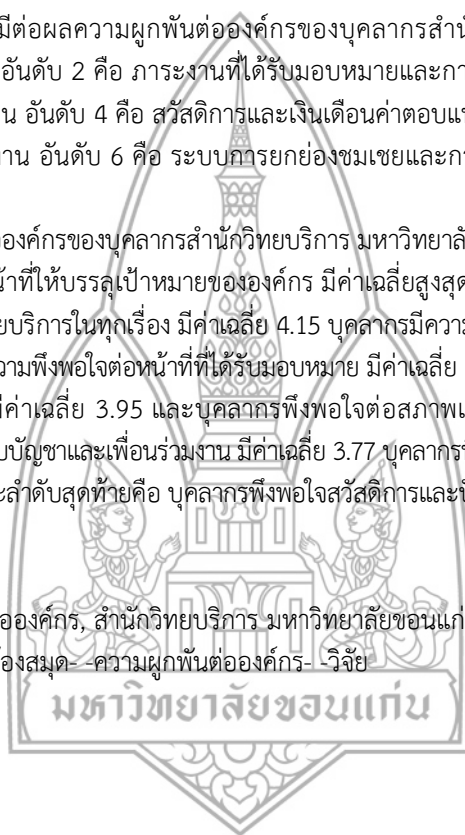 มีต่อผลความผูกพันต่อองค์กรของบุคลากรสำนั
อันดับ 2 คือ ภาระงานที่ได้รับมอบหมายและกา
น อันดับ 4 คือ สวัสดิการและเงินเดือนค่าตอบแท
าน อันดับ 6 คือ ระบบการยกย่องชมเชยและกา
องค์กรของบุคลากรสำนักวิทยบริการ มหาวิทยาลั
น้าที่ให้บรรลุเป้าหมายขององค์กร มีค่าเฉลี่ยสูงสุด
ยบริการในทุกเรื่อง มีค่าเฉลี่ย 4.15 บุคลากรมีความ
วามพึงพอใจต่อหน้าที่ที่ได้รับมอบหมาย มีค่าเฉลี่ย
มีค่าเฉลี่ย 3.95 และบุคลากรพึงพอใจต่อสภาพแ
บบัญชาและเพื่อนร่วมงาน มีค่าเฉลี่ย 3.77 บุคลากร
ะลำดับสุดท้ายคือ บุคลากรพึงพอใจสวัสดิการและ
่อองค์กร, สำนักวิทยบริการ มหาวิทยาลัยขอนแก่
้องสมุด- -ความผูกพันต่อองค์กร- -วิจัย
มหาวิทยาลัยขอนแก่น